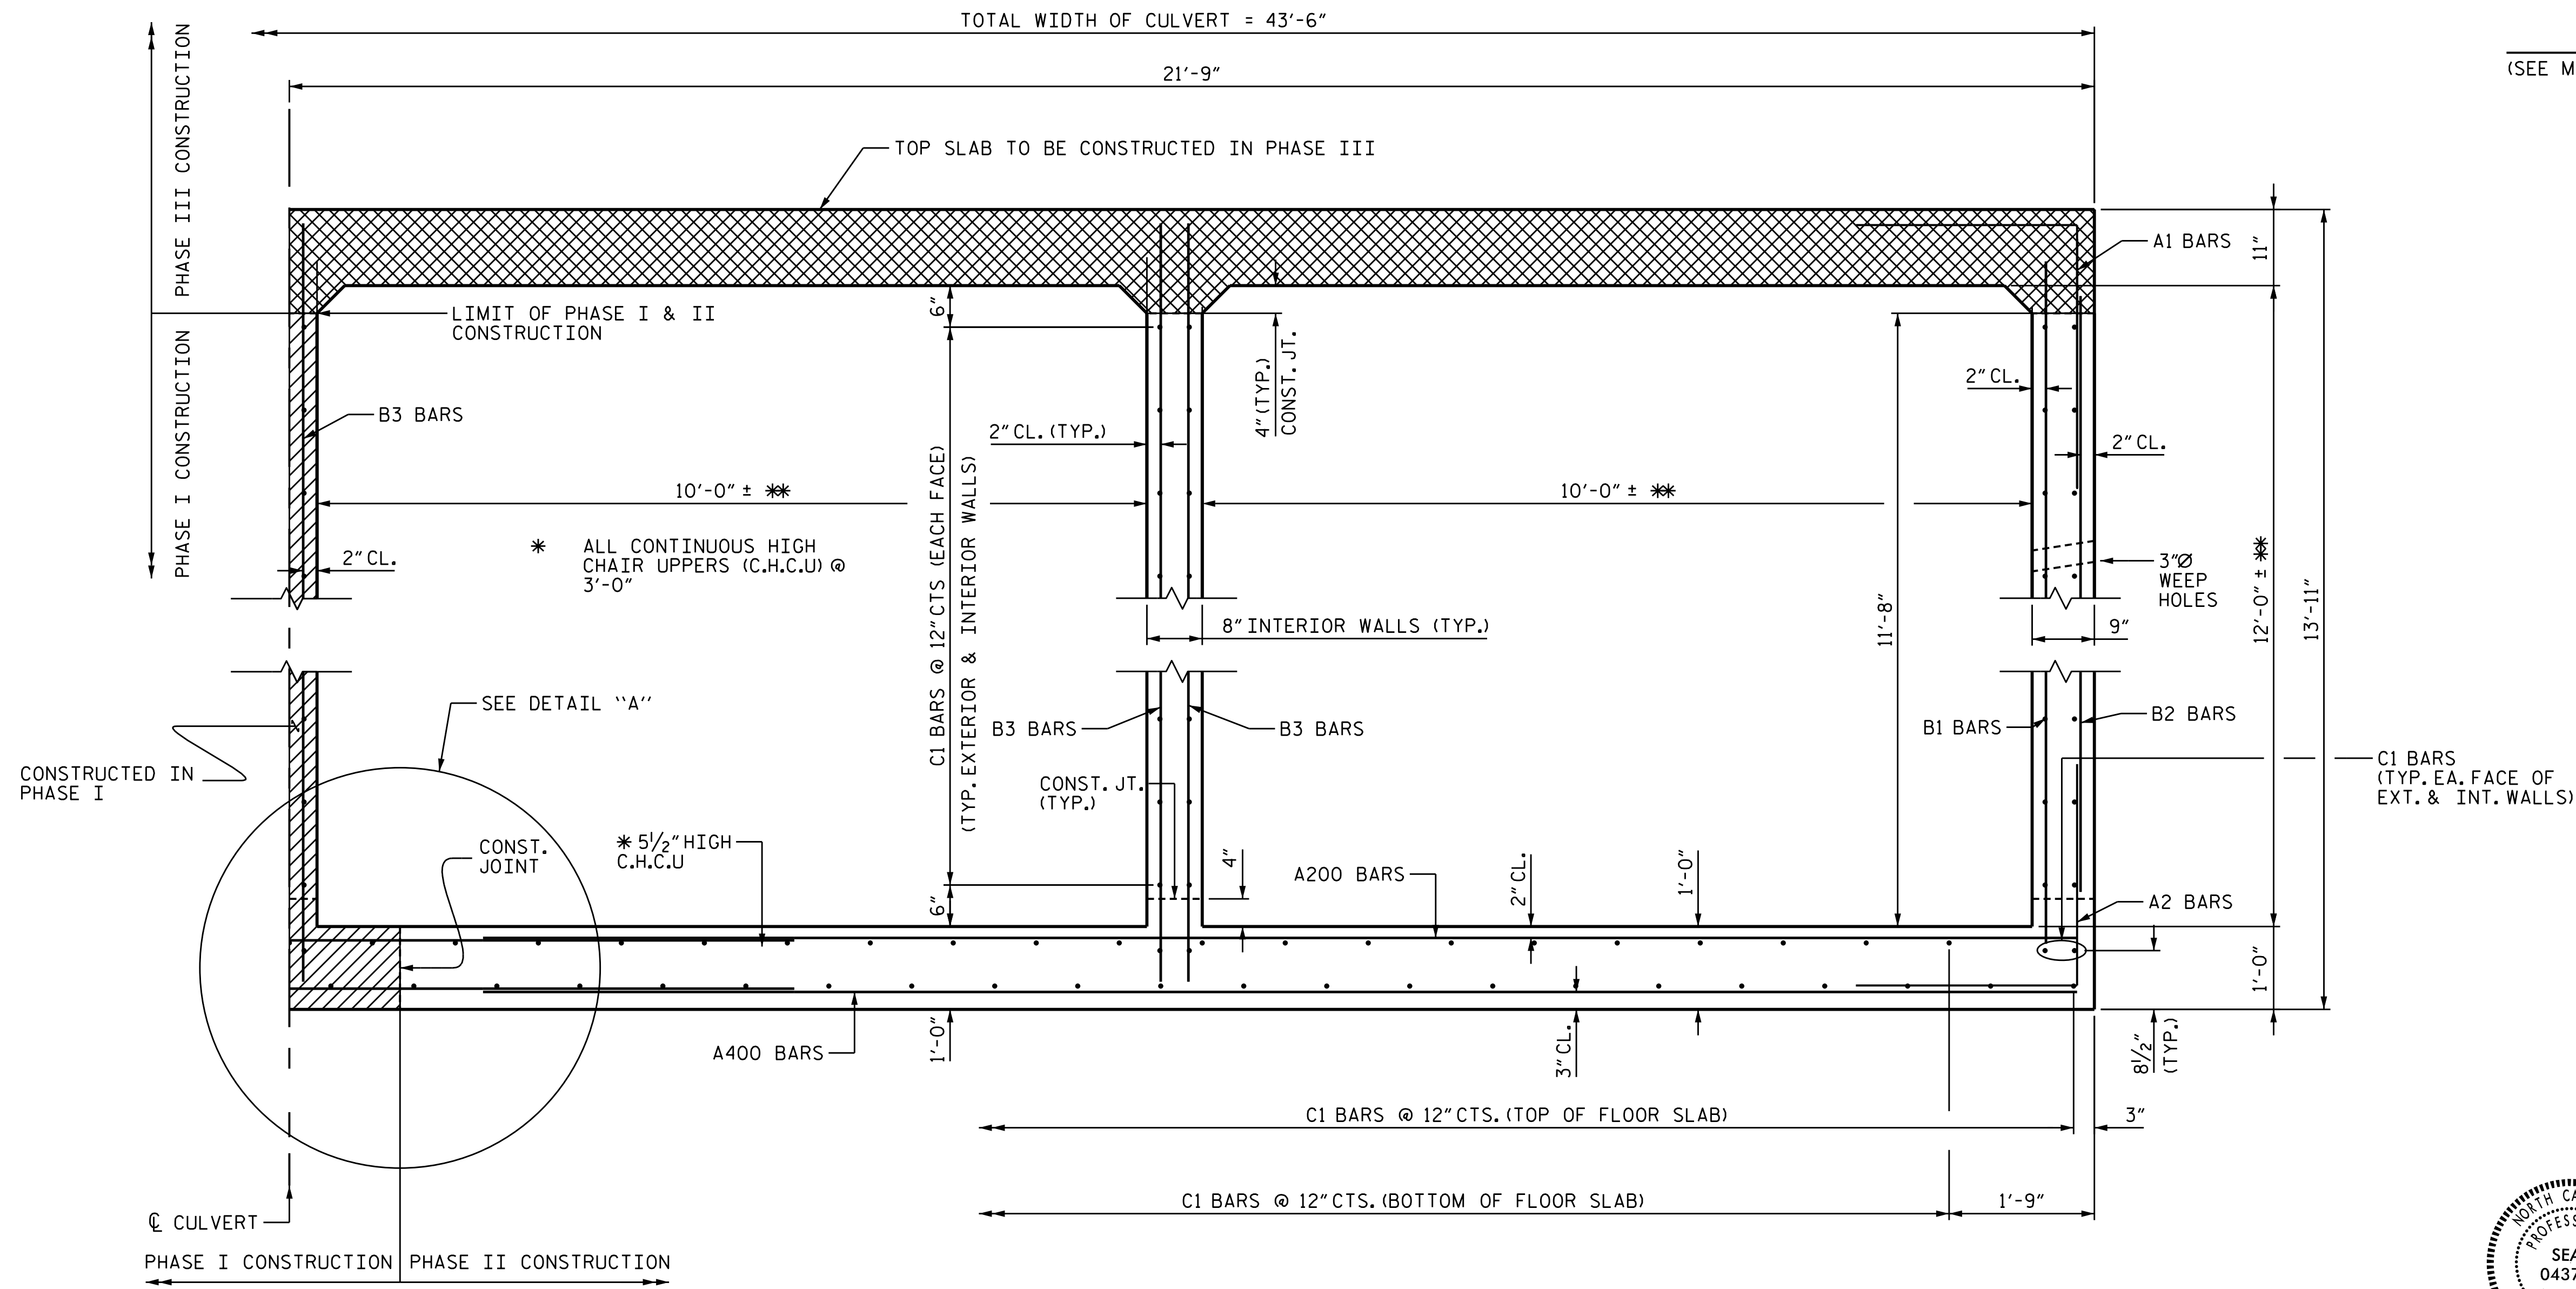 TOTAL WIDTH OF CULVERT = 43'-6"
21'-9"
(SEE M
TOP SLAB TO BE CONSTRUCTED IN PHASE III
PHASE III CONSTRUCTION
PHASE I CONSTRUCTION
A1 BARS
11"
LIMIT OF PHASE I & II
CONSTRUCTION
6"
4" (TYP.)
CONST. JT.
B3 BARS
2" CL.
2" CL. (TYP.)
2" CL.
10'-0" ± **
10'-0" ± **
* ALL CONTINUOUS HIGH
CHAIR UPPERS (C.H.C.U) @
3'-0"
2" CL.
C1 BARS @ 12" CTS (EACH FACE)
(TYP. EXTERIOR & INTERIOR WALLS)
3"Ø
WEEP
HOLES
12'-0" ± **
13'-11"
11'-8"
8" INTERIOR WALLS (TYP.)
9"
SEE DETAIL "A"
B3 BARS
B3 BARS
B1 BARS
B2 BARS
CONSTRUCTED IN
PHASE I
CONST. JT.
(TYP.)
C1 BARS
(TYP. EA. FACE OF
EXT. & INT. WALLS)
CONST.
JOINT
* 5½" HIGH
C.H.C.U
6"
4"
A200 BARS
2" CL.
1'-0"
A2 BARS
1'-0"
A400 BARS
1'-0"
3" CL.
8½"
(TYP.)
C1 BARS @ 12" CTS. (TOP OF FLOOR SLAB)
3"
C1 BARS @ 12" CTS. (BOTTOM OF FLOOR SLAB)
1'-9"
℄ CULVERT
PHASE I CONSTRUCTION
PHASE II CONSTRUCTION
NORTH CA
PROFESS
SEA
0437